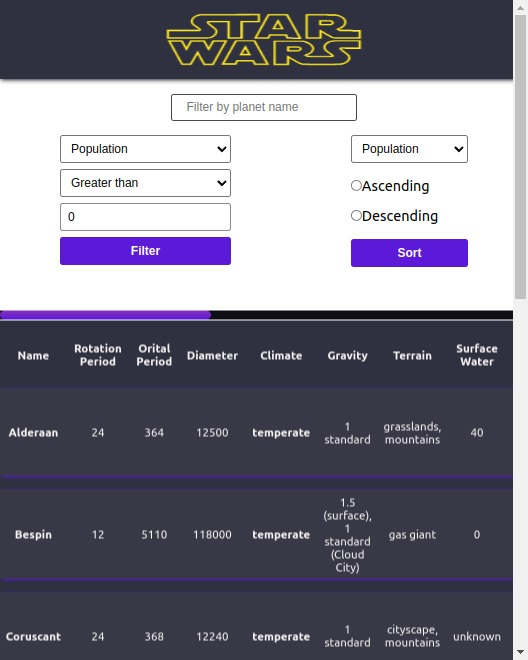 STAR
WARS
Filter by planet name
Population
Greater than
0
Filter
Population
Ascending
Descending
Sort
Name Rotation Period Orital Period Diameter Climate Gravity Terrain Surface Water
Alderaan 24 364 12500 temperate 1 standard grasslands, mountains 40
Bespin 12 5110 118000 temperate 1.5 (surface), 1 standard (Cloud City) gas giant 0
Coruscant 24 368 12240 temperate 1 standard cityscape, mountains unknown